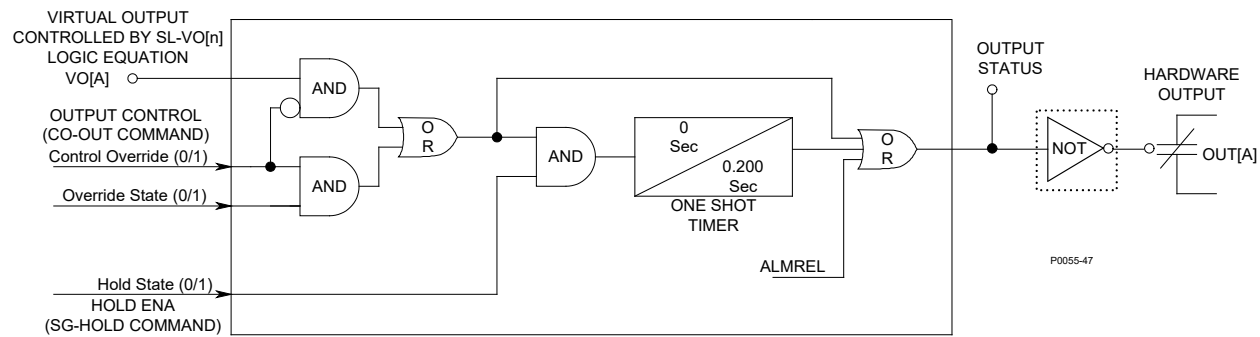 VIRTUAL OUTPUT
CONTROLLED BY SL-VO[n]
LOGIC EQUATION
VO[A]
OUTPUT CONTROL
(CO-OUT COMMAND)
Control Override (0/1)
Override State (0/1)
Hold State (0/1)
HOLD ENA
(SG-HOLD COMMAND)
AND
AND
O
R
AND
0
Sec
0.200
Sec
ONE SHOT
TIMER
ALMREL
O
R
OUTPUT
STATUS
NOT
HARDWARE
OUTPUT
OUT[A]
P0055-47